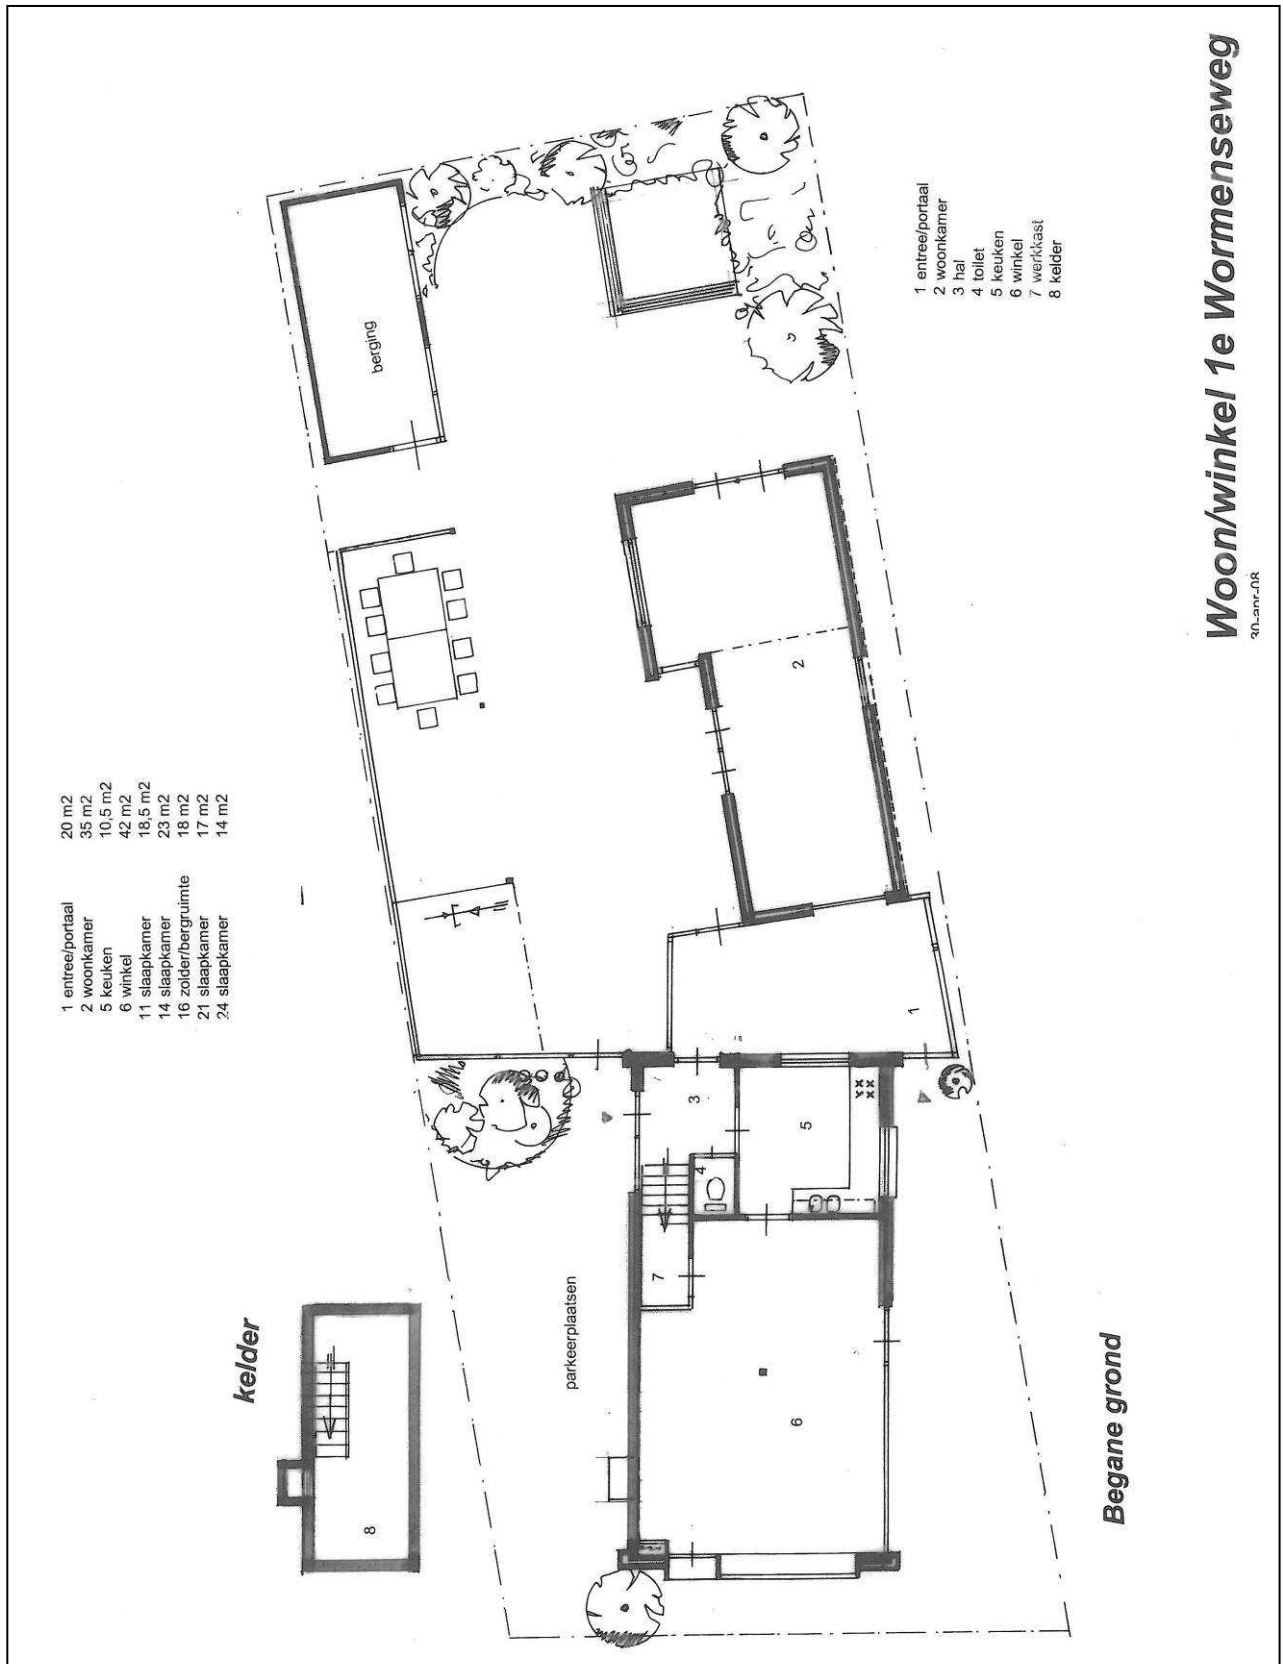 1 entree/portaal 20 m2
2 woonkamer 35 m2
5 keuken 10,5 m2
6 winkel 42 m2
11 slaapkamer 18,5 m2
14 slaapkamer 23 m2
16 zolder/bergruimte 18 m2
21 slaapkamer 17 m2
24 slaapkamer 14 m2
kelder
8
berging
parkeerplaatsen
7
4
3
5
6
1
2
1 entree/portaal
2 woonkamer
3 hal
4 toilet
5 keuken
6 winkel
7 werkkast
8 kelder
Begane grond
Woon/winkel 1e Wormenseweg
30-apr-08